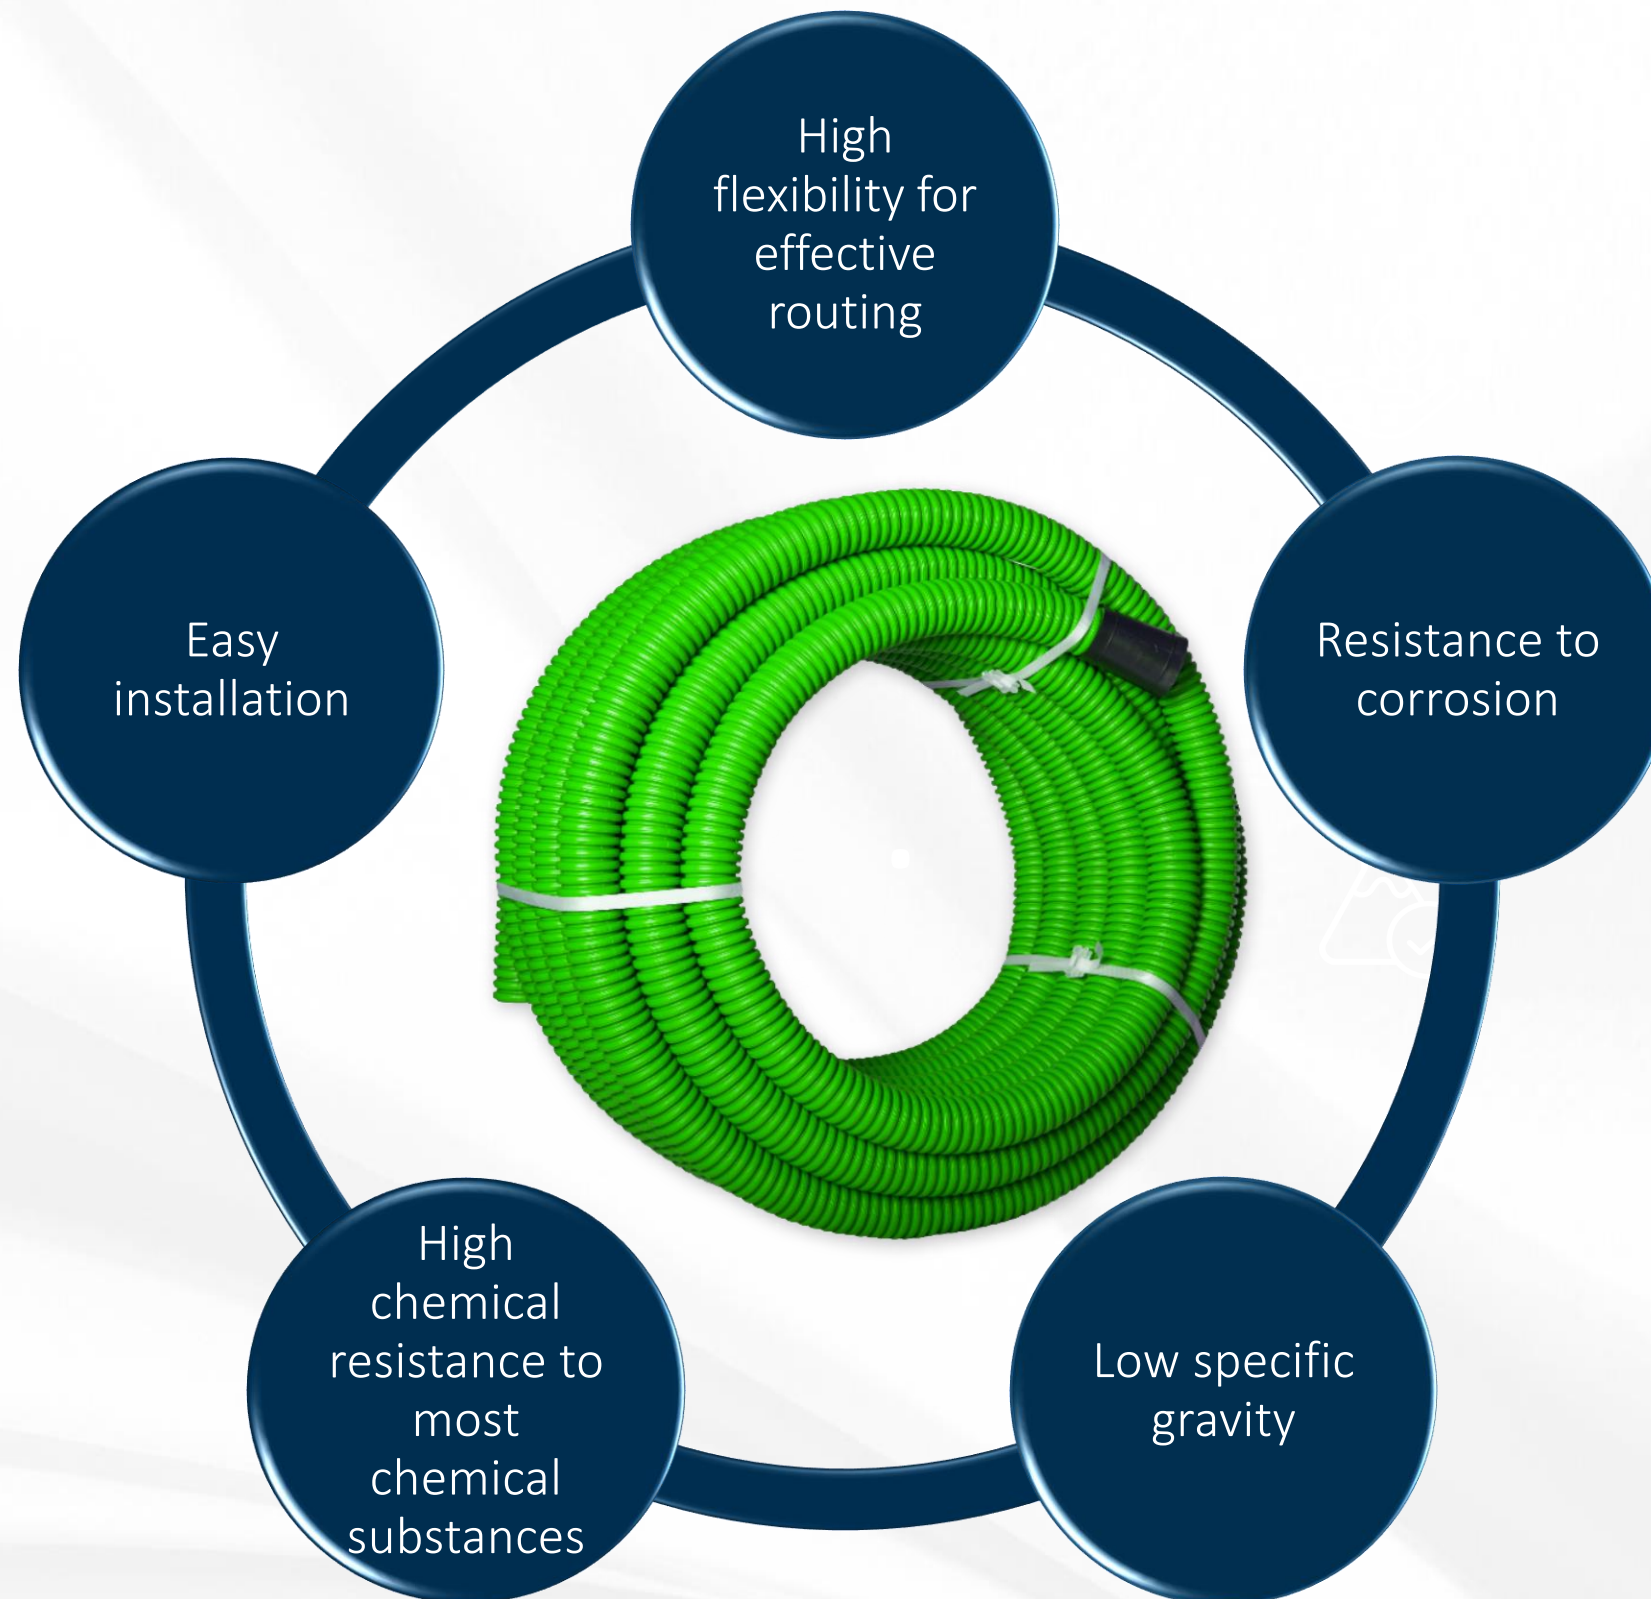 High
flexibility for
effective
routing
Easy
installation
Resistance to
corrosion
High
chemical
resistance to
most
chemical
substances
Low specific
gravity